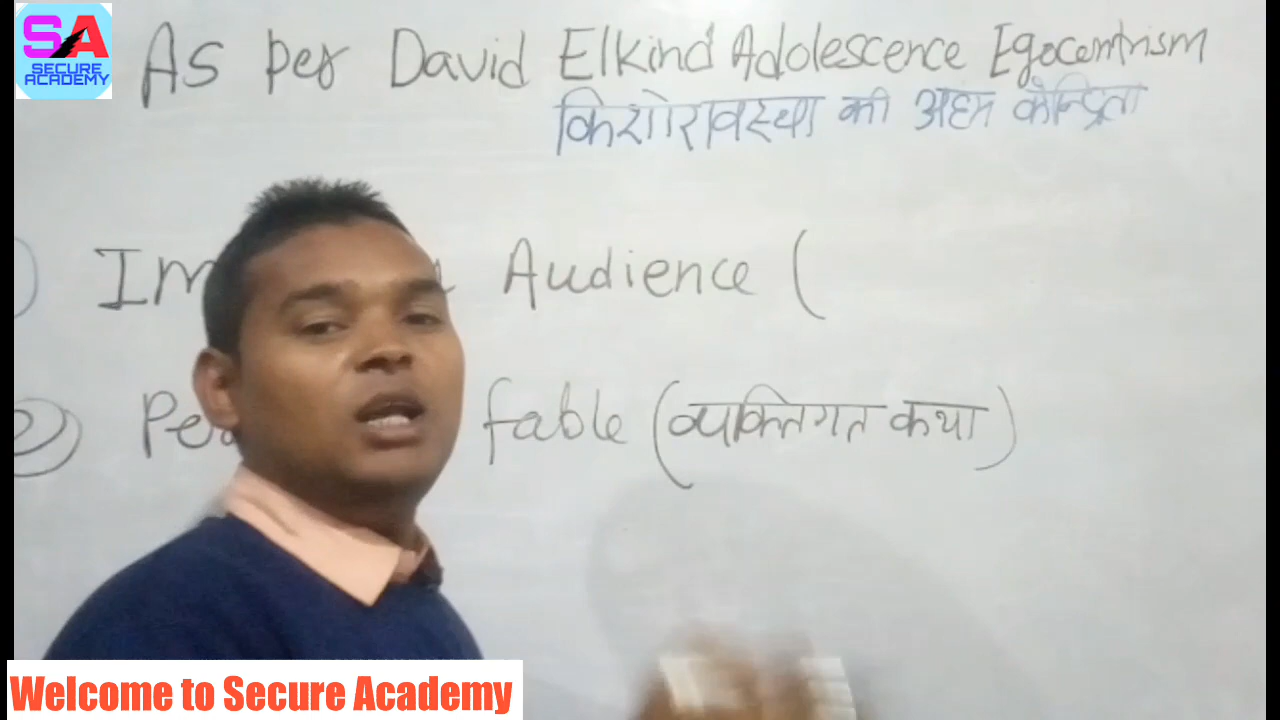 SA
SECURE
ACADEMY
As Per David Elkind Adolescence Egocentrism
किशोरावस्था की अहम केन्द्रिता
Audience (
2) fable (व्यक्तिगत कथा)
Welcome to Secure Academy